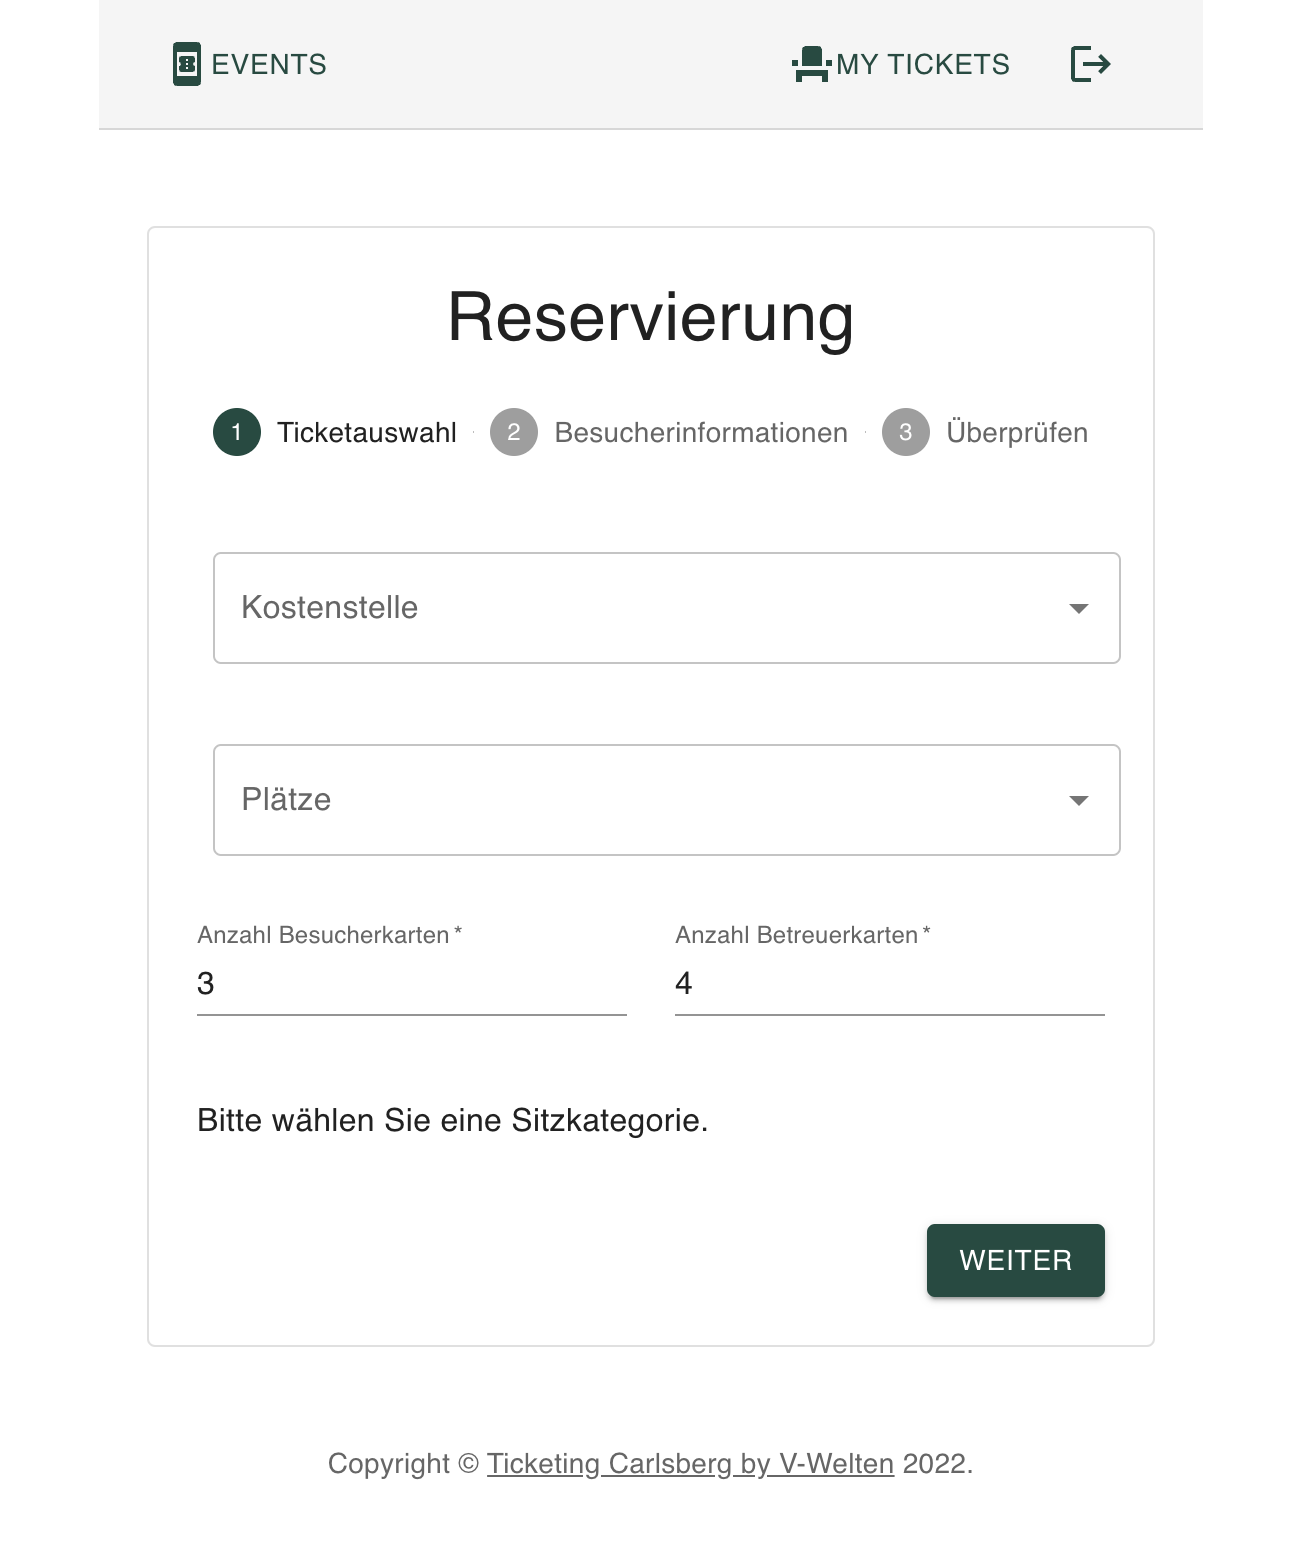 EVENTS MY TICKETS
Reservierung
1 Ticketauswahl 2 Besucherinformationen 3 Überprüfen
Kostenstelle
Plätze
Anzahl Besucherkarten * Anzahl Betreuerkarten *
3 4
Bitte wählen Sie eine Sitzkategorie.
WEITER
Copyright © Ticketing Carlsberg by V-Welten 2022.